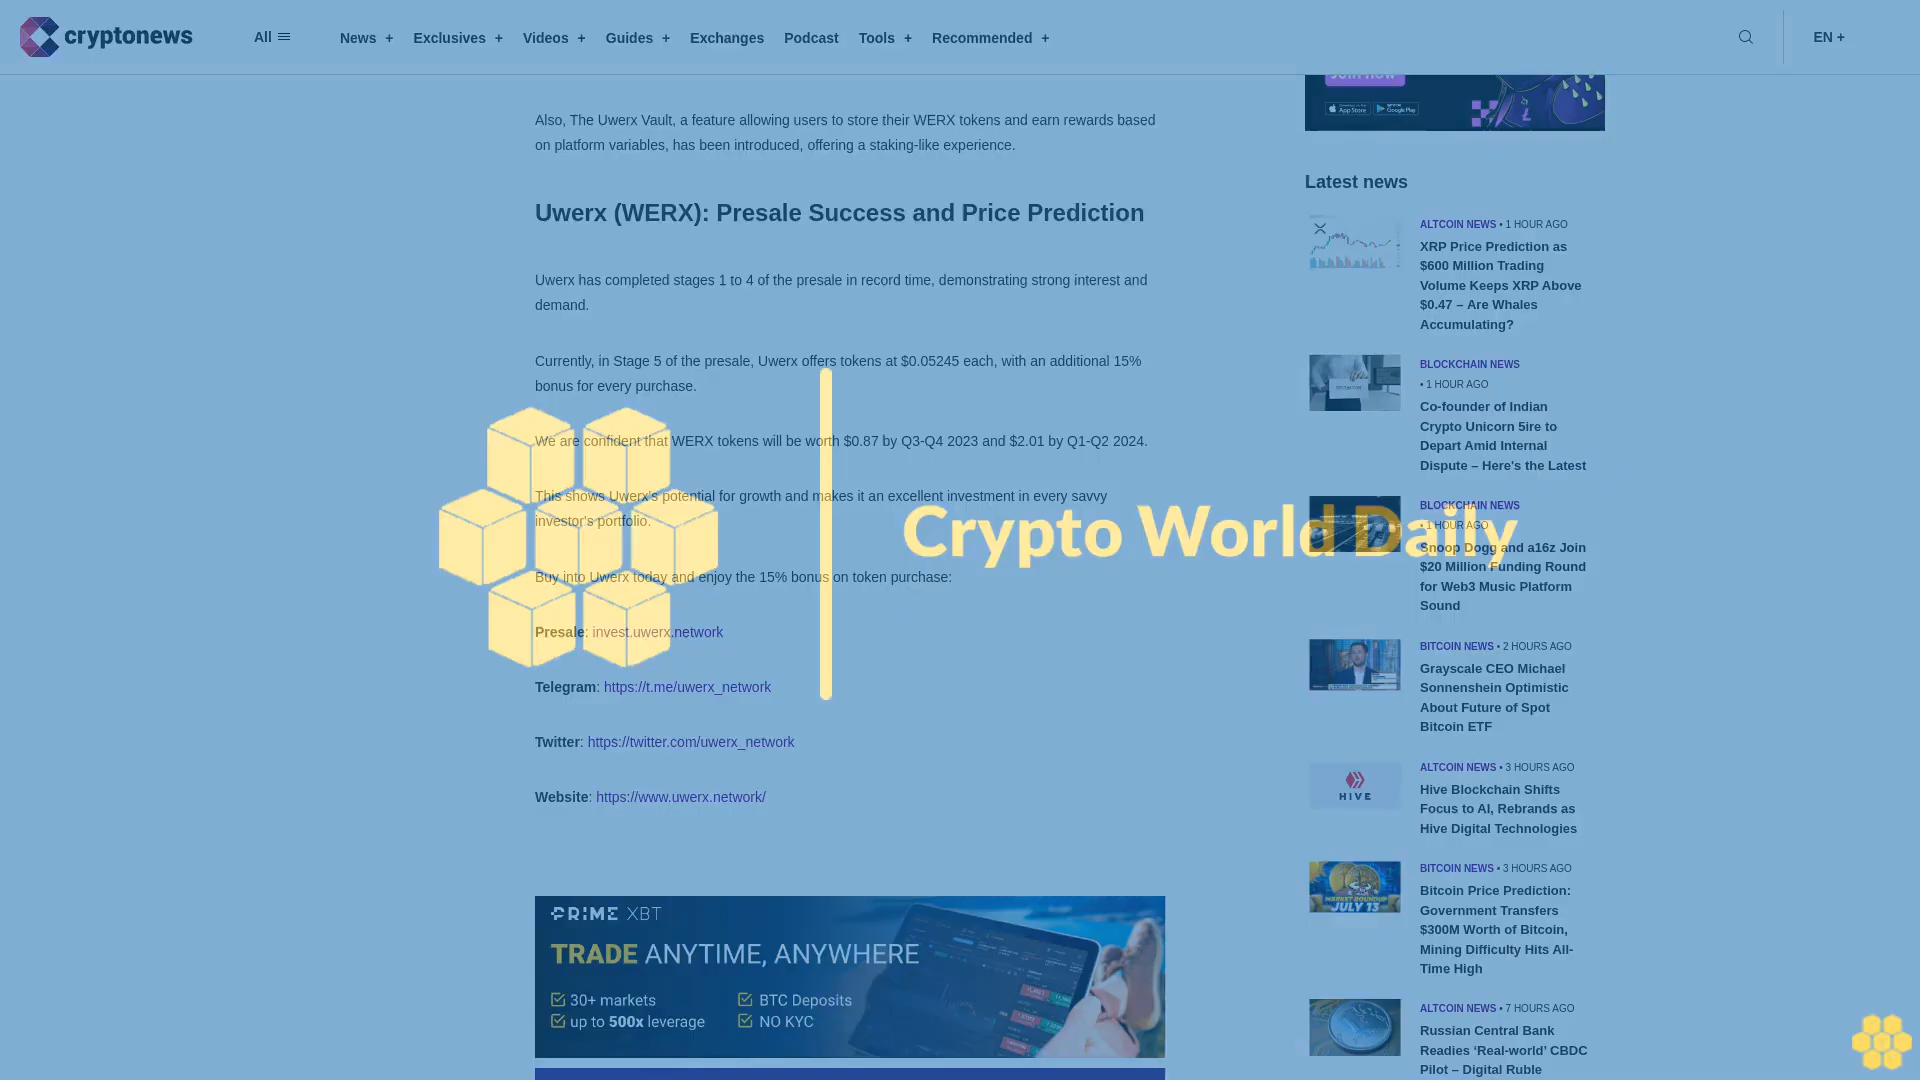 cryptonews
All
News +
Exclusives +
Videos +
Guides +
Exchanges
Podcast
Tools +
Recommended +
EN +
Also, The Uwerx Vault, a feature allowing users to store their WERX tokens and earn rewards based
on platform variables, has been introduced, offering a staking-like experience.
Uwerx (WERX): Presale Success and Price Prediction
Uwerx has completed stages 1 to 4 of the presale in record time, demonstrating strong interest and
demand.
Currently, in Stage 5 of the presale, Uwerx offers tokens at $0.05245 each, with an additional 15%
bonus for every purchase.
We are confident that WERX tokens will be worth $0.87 by Q3-Q4 2023 and $2.01 by Q1-Q2 2024.
This shows Uwerx's potential for growth and makes it an excellent investment in every savvy
investor's portfolio.
Buy into Uwerx today and enjoy the 15% bonus on token purchase:
Presale: invest.uwerx.network
Telegram: https://t.me/uwerx_network
Twitter: https://twitter.com/uwerx_network
Website: https://www.uwerx.network/
Crypto World Daily
PRIME XBT
TRADE ANYTIME, ANYWHERE
30+ markets
BTC Deposits
up to 500x leverage
NO KYC
JOIN NOW
App Store
Google Play
Latest news
ALTCOIN NEWS • 1 HOUR AGO
XRP Price Prediction as
$600 Million Trading
Volume Keeps XRP Above
$0.47 – Are Whales
Accumulating?
BLOCKCHAIN NEWS
• 1 HOUR AGO
Co-founder of Indian
Crypto Unicorn 5ire to
Depart Amid Internal
Dispute – Here's the Latest
BLOCKCHAIN NEWS
• 1 HOUR AGO
Snoop Dogg and a16z Join
$20 Million Funding Round
for Web3 Music Platform
Sound
BITCOIN NEWS • 2 HOURS AGO
Grayscale CEO Michael
Sonnenshein Optimistic
About Future of Spot
Bitcoin ETF
HIVE
ALTCOIN NEWS • 3 HOURS AGO
Hive Blockchain Shifts
Focus to AI, Rebrands as
Hive Digital Technologies
MARKET ROUNDUP
JULY 13
BITCOIN NEWS • 3 HOURS AGO
Bitcoin Price Prediction:
Government Transfers
$300M Worth of Bitcoin,
Mining Difficulty Hits All-
Time High
ALTCOIN NEWS • 7 HOURS AGO
Russian Central Bank
Readies ‘Real-world’ CBDC
Pilot – Digital Ruble